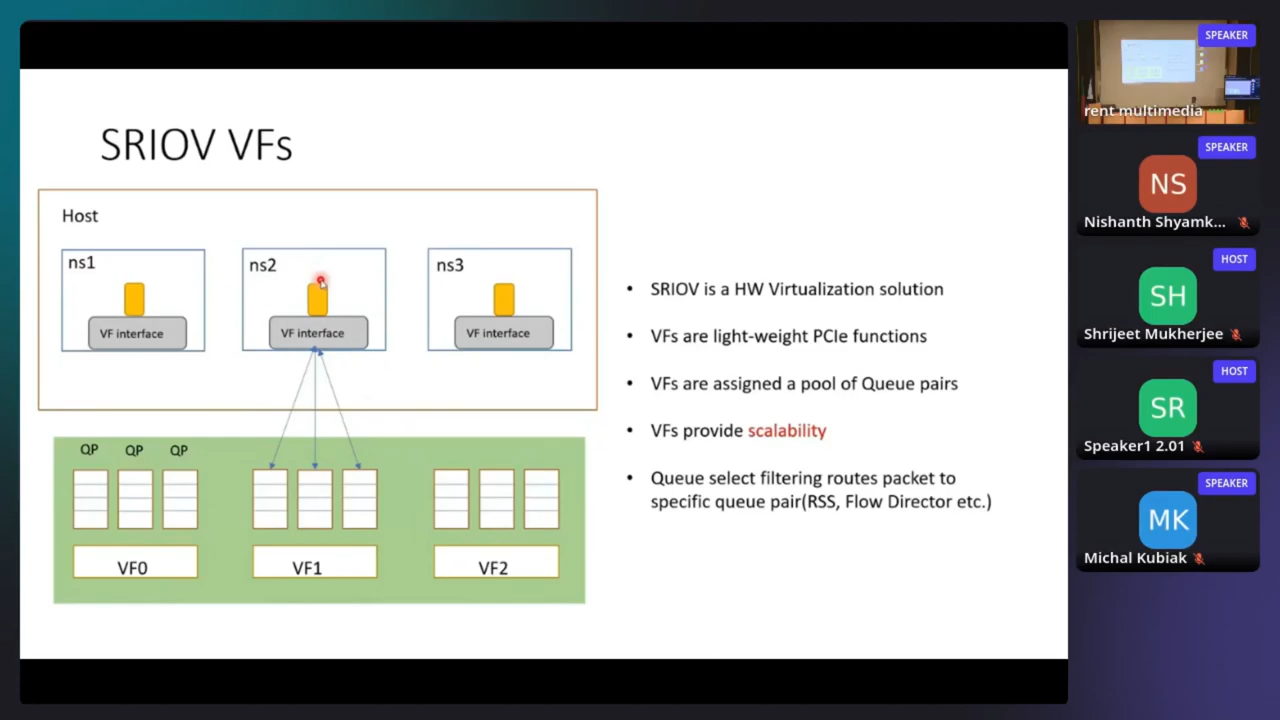 SRIOV VFs
Host
ns1
ns2
ns3
VF interface
VF interface
VF interface
QP
QP
QP
VF0
VF1
VF2
• SRIOV is a HW Virtualization solution
• VFs are light-weight PCIe functions
• VFs are assigned a pool of Queue pairs
• VFs provide scalability
• Queue select filtering routes packet to
specific queue pair(RSS, Flow Director etc.)
SPEAKER
rent multimedia
SPEAKER
NS
Nishanth Shyamk...
HOST
SH
Shrijeet Mukherjee
HOST
SR
Speaker1 2.01
SPEAKER
MK
Michal Kubiak